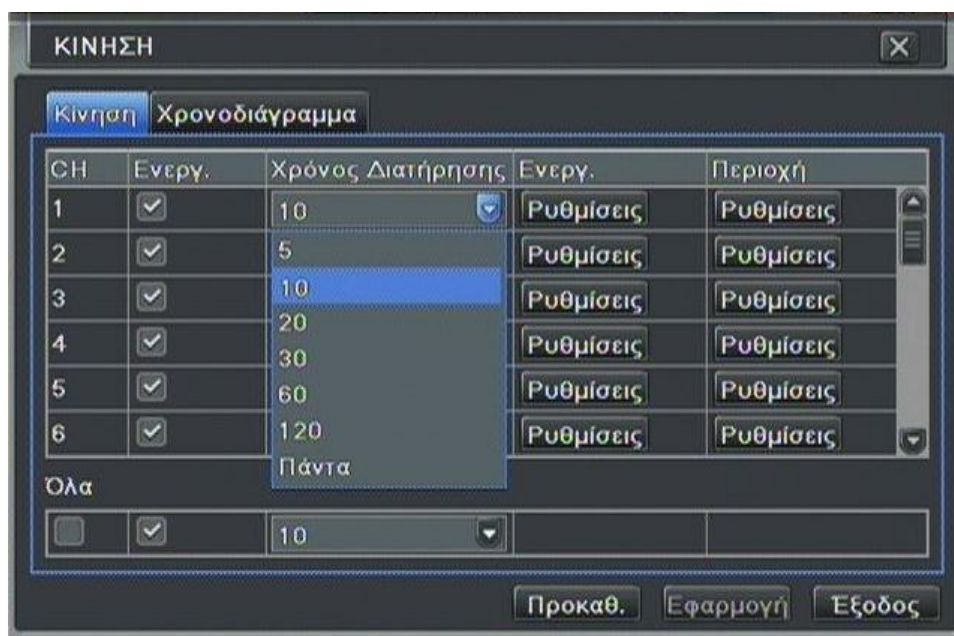 ΚΙΝΗΣΗ
Κίνηση Χρονοδιάγραμμα
CH Ενεργ. Χρόνος Διατήρησης Ενεργ. Περιοχή
1 10 Ρυθμίσεις Ρυθμίσεις
2 5 Ρυθμίσεις Ρυθμίσεις
3 10 Ρυθμίσεις Ρυθμίσεις
20
4 30 Ρυθμίσεις Ρυθμίσεις
5 60 Ρυθμίσεις Ρυθμίσεις
6 120 Ρυθμίσεις Ρυθμίσεις
Πάντα
Όλα
10
Προκαθ. Εφαρμογή Έξοδος